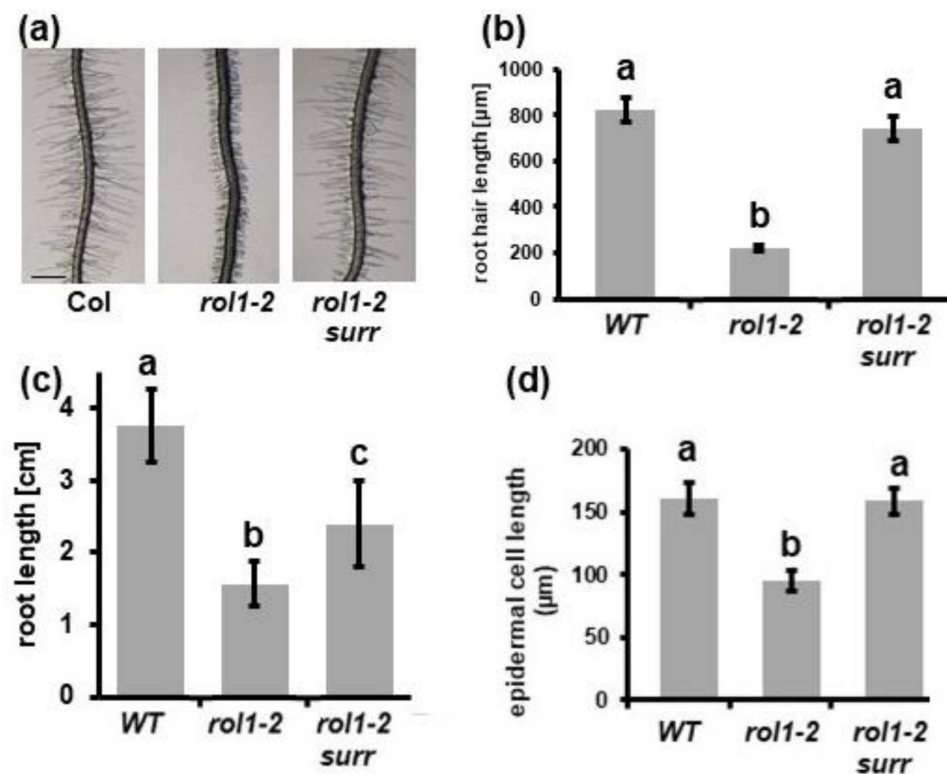 (a)
Col
rol1-2
rol1-2
surr
(b)
root hair length [µm]
1000
800
600
400
200
0
a
b
a
WT
rol1-2
rol1-2
surr
(c)
root length [cm]
4
3
2
1
0
a
b
c
WT
rol1-2
rol1-2
surr
(d)
epidermal cell length
(µm)
200
150
100
50
0
a
b
a
WT
rol1-2
rol1-2
surr